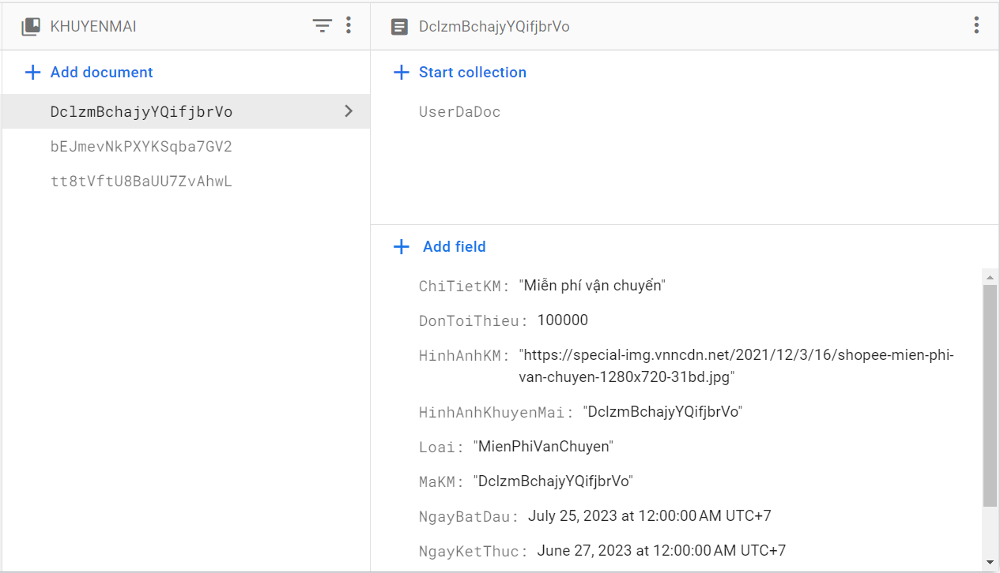 KHUYENMAI
Add document
DclzmBchajyYQifjbrVo
bEJmevNkPXYKSqba7GV2
tt8tVftU8BaUU7ZvAhwL
DclzmBchajyYQifjbrVo
Start collection
UserDaDoc
Add field
ChiTietKM: "Miễn phí vận chuyển"
DonToiThieu: 100000
HinhAnhKM: "https://special-img.vnncdn.net/2021/12/3/16/shopee-mien-phi-
van-chuyen-1280x720-31bd.jpg"
HinhAnhKhuyenMai: "DclzmBchajyYQifjbrVo"
Loai: "MienPhiVanChuyen"
MaKM: "DclzmBchajyYQifjbrVo"
NgayBatDau: July 25, 2023 at 12:00:00 AM UTC+7
NgayKetThuc: June 27, 2023 at 12:00:00 AM UTC+7